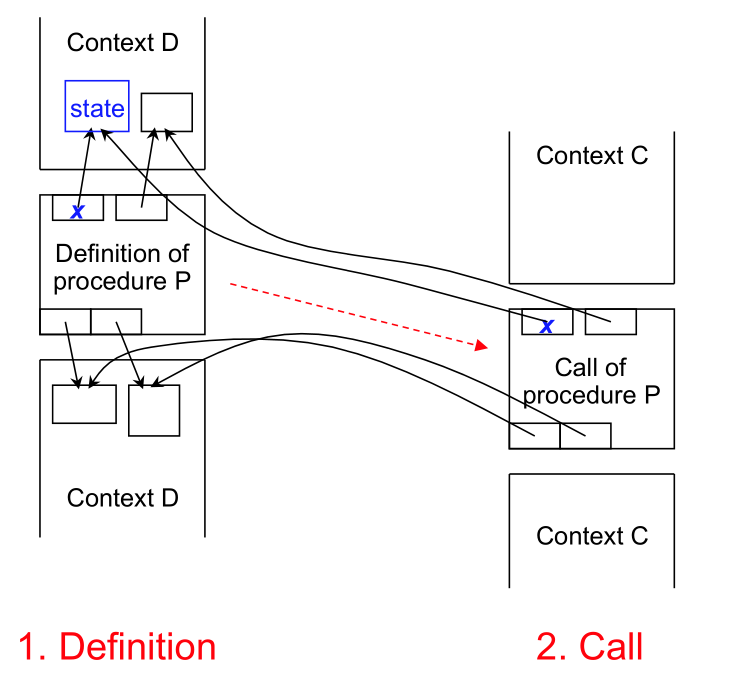 Context D
state
x
Definition of
procedure P
Context D
Context C
x
Call of
procedure P
Context C
1. Definition
2. Call